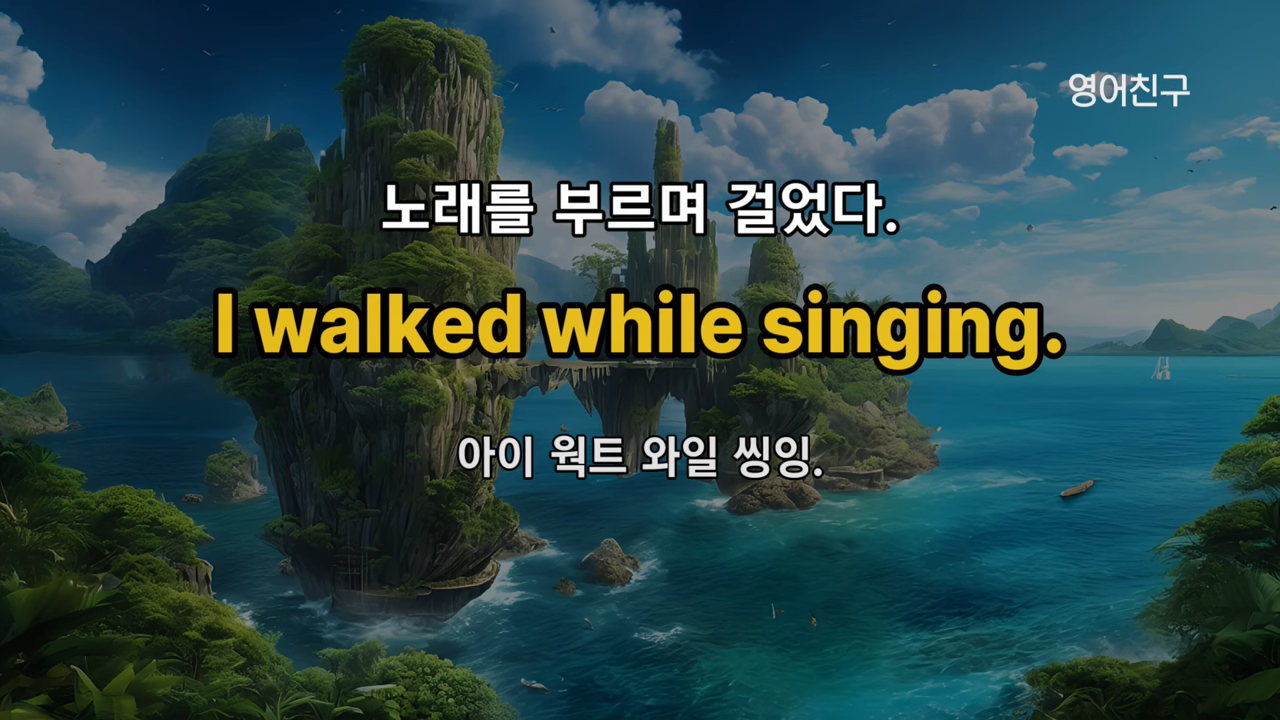 영어친구
노래를 부르며 걸었다.
I walked while singing.
아이 웍트 와일 씽잉.